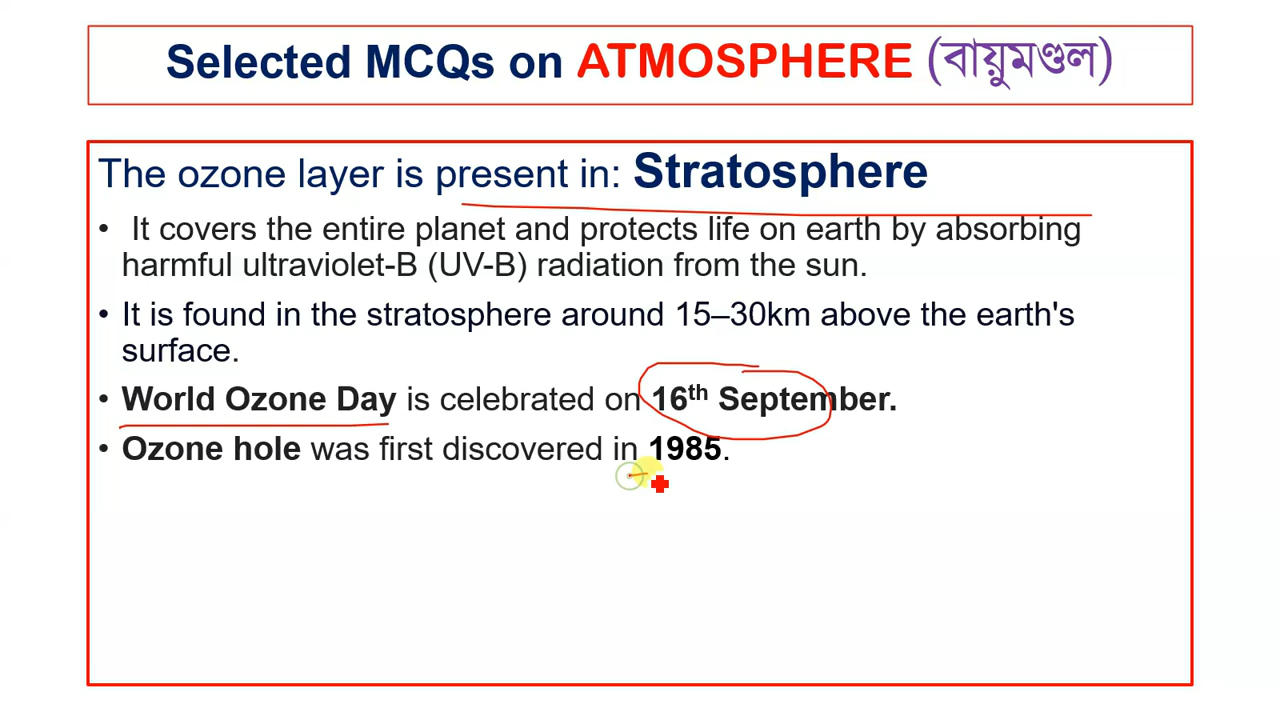 Selected MCQs on ATMOSPHERE (বায়ুমণ্ডল)
The ozone layer is present in: Stratosphere
• It covers the entire planet and protects life on earth by absorbing
harmful ultraviolet-B (UV-B) radiation from the sun.
• It is found in the stratosphere around 15–30km above the earth's
surface.
• World Ozone Day is celebrated on 16th September.
• Ozone hole was first discovered in 1985.